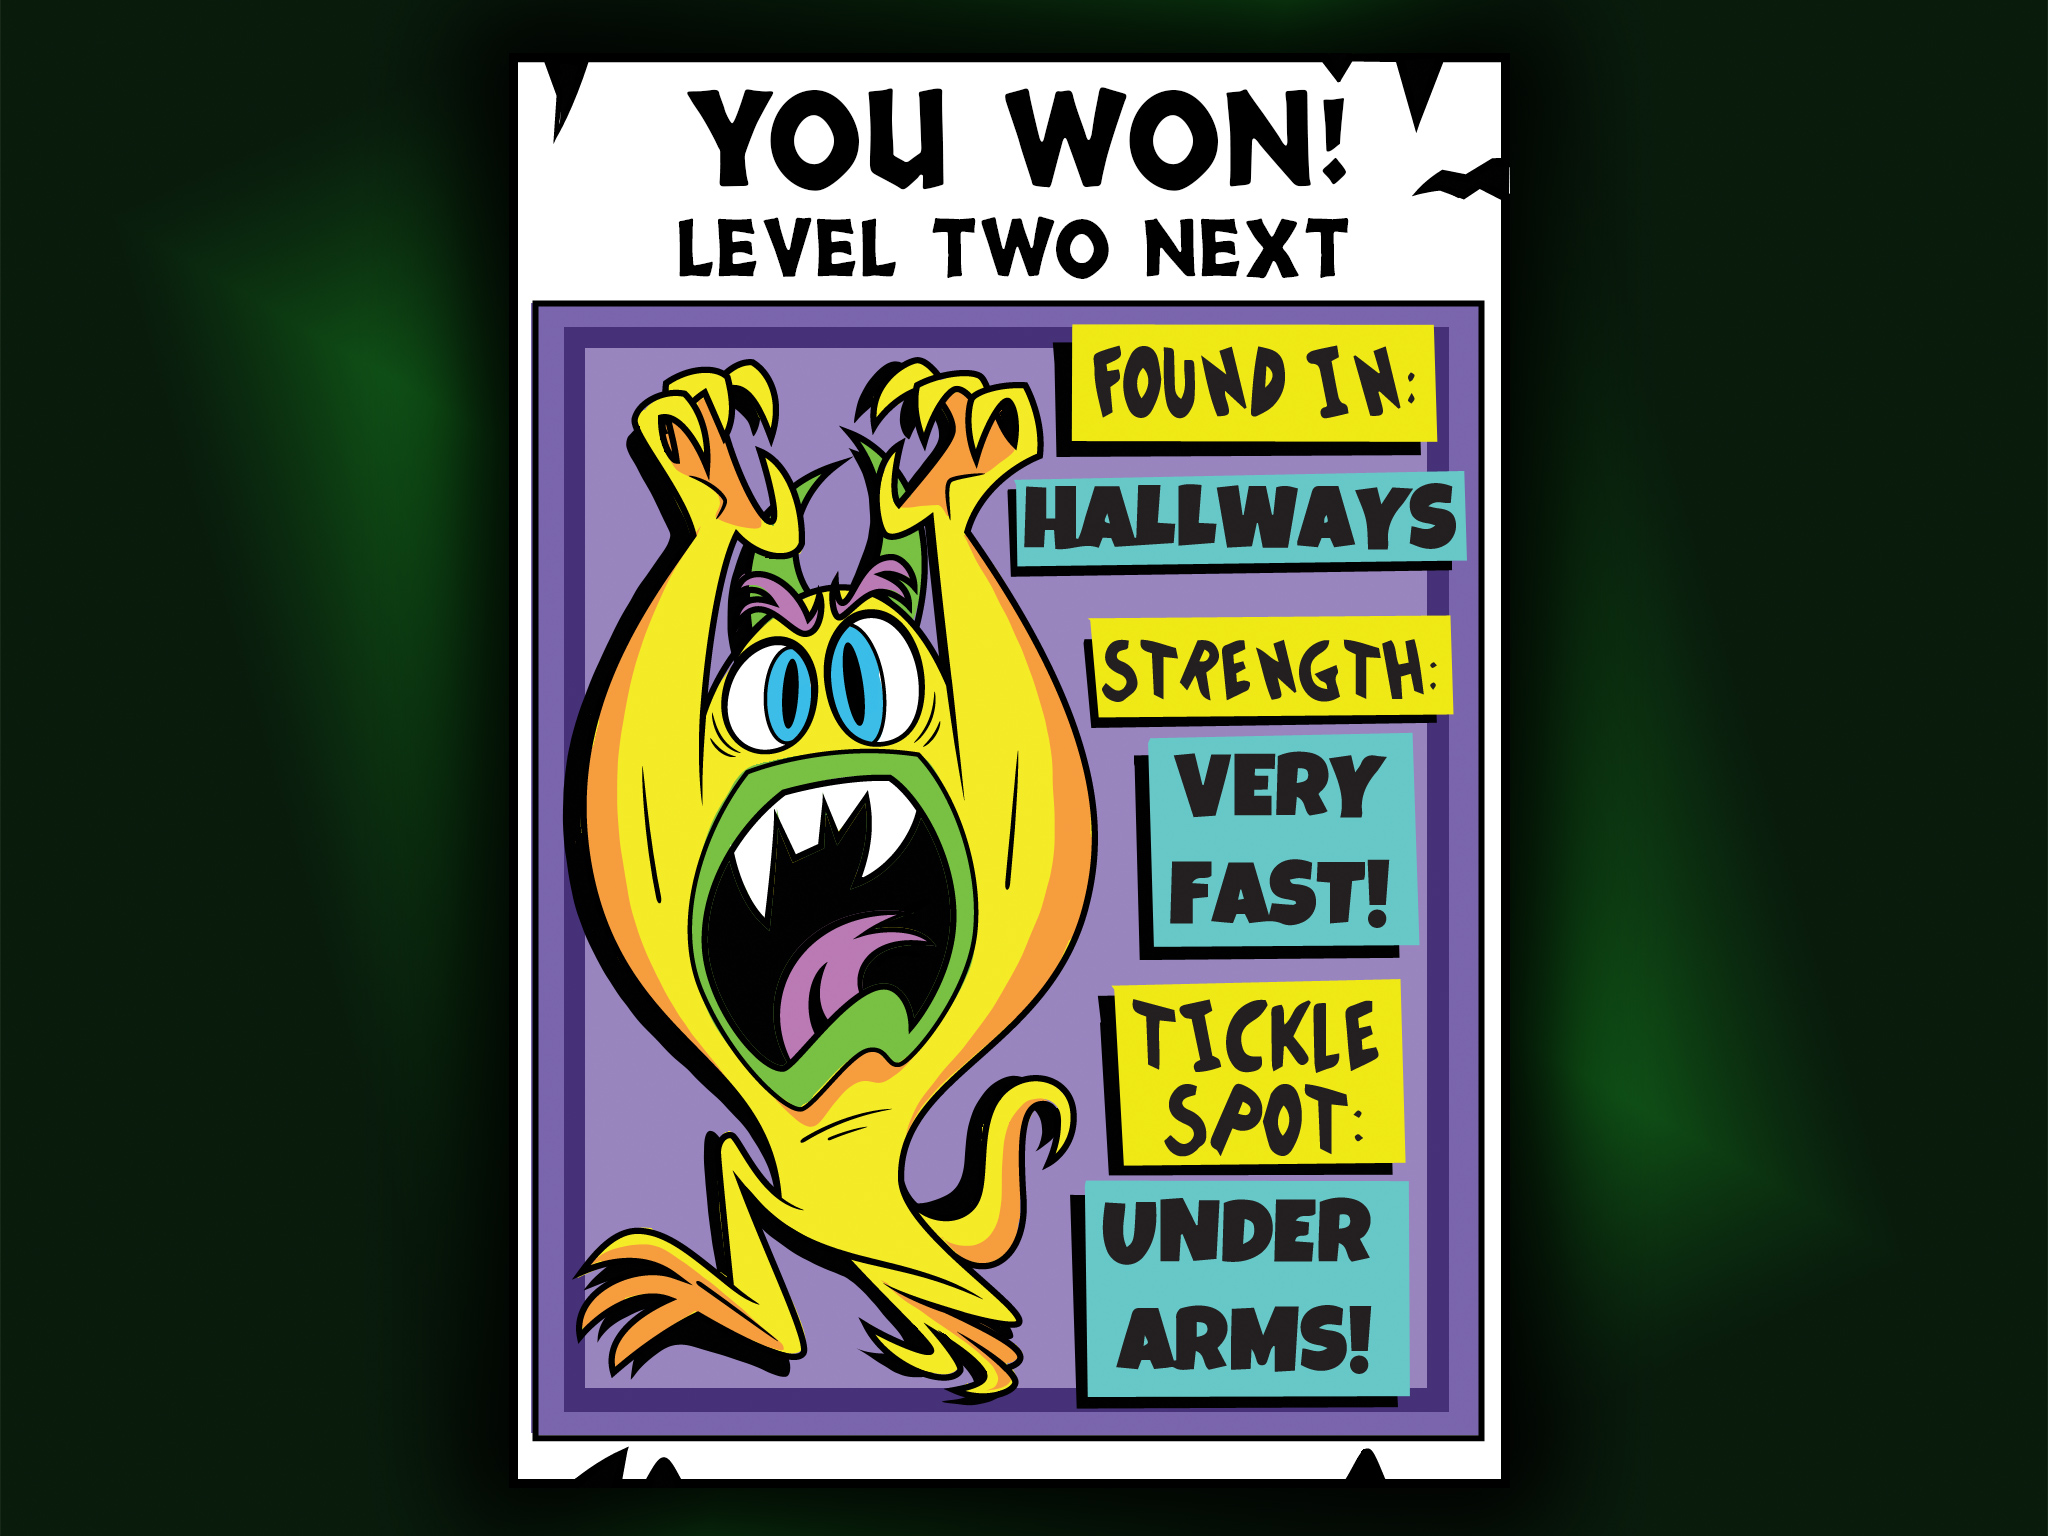 YOU WON!
LEVEL TWO NEXT
FOUND IN:
HALLWAYS
STRENGTH:
VERY
FAST!
TICKLE
SPOT:
UNDER
ARMS!